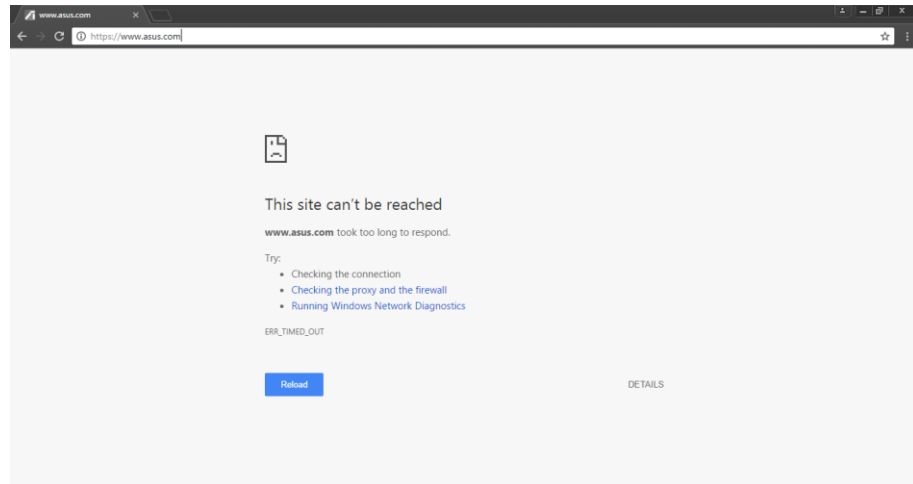 www.asus.com
https://www.asus.com
This site can't be reached
www.asus.com took too long to respond.
Try:
Checking the connection
Checking the proxy and the firewall
Running Windows Network Diagnostics
ERR_TIMED_OUT
Reload
DETAILS